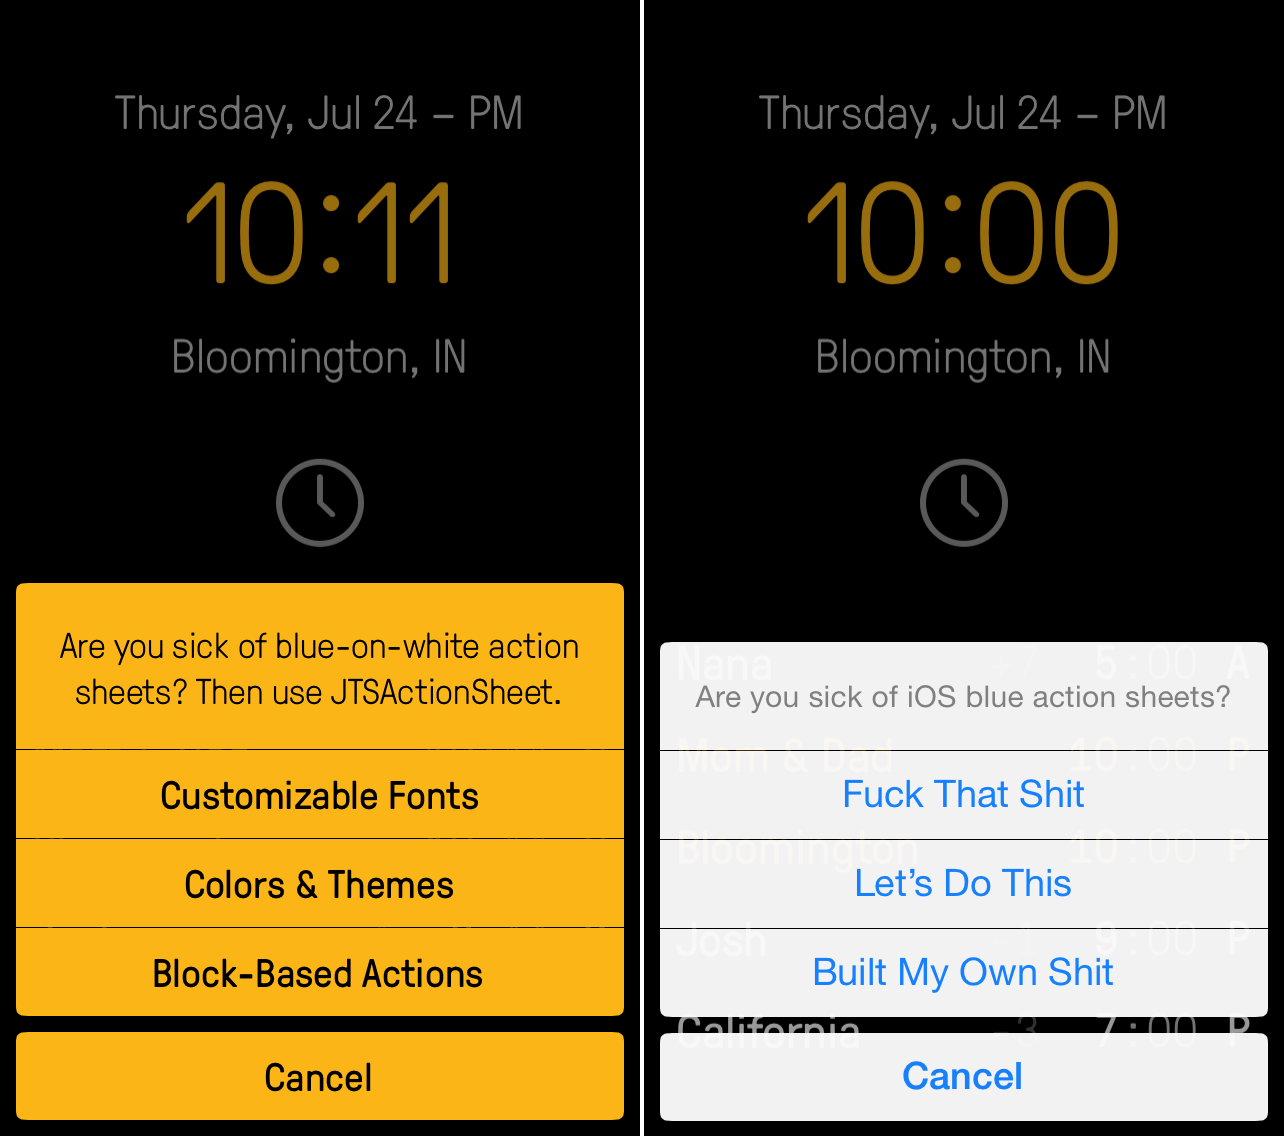 Thursday, Jul 24 – PM
10:11
Bloomington, IN
Are you sick of blue-on-white action
sheets? Then use JTSActionSheet.
Customizable Fonts
Colors & Themes
Block-Based Actions
Cancel
Thursday, Jul 24 – PM
10:00
Bloomington, IN
Nana +7 5:00 A
Are you sick of iOS blue action sheets?
Mom & Dad 10:00 P
Fuck That Shit
Bloomington 10:00 P
Let’s Do This
Josh 9:00 P
Built My Own Shit
California -3 7:00 P
Cancel